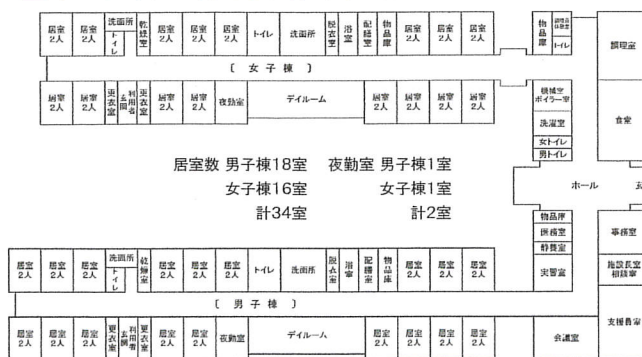 居室 2人
居室 2人
洗面所
トイレ
乾燥室
居室 2人
居室 2人
居室 2人
トイレ
洗面所
脱衣室
浴室
配膳室
物品庫
居室 2人
居室 2人
居室 2人
物品庫
トイレ
調理室
〔 女子棟 〕
居室 2人
居室 2人
更衣室
利用者玄関
更衣室
居室 2人
居室 2人
夜勤室
デイルーム
居室 2人
居室 2人
居室 2人
居室 2人
機械室
ボイラー室
洗濯室
女トイレ
男トイレ
食堂
居室数 男子棟18室 夜勤室 男子棟1室
女子棟16室 女子棟1室
計34室 計2室
ホール
物品庫
医務室
静養室
実習室
事務室
施設長室
相談室
支援員室
居室 2人
居室 2人
居室 2人
洗面所
トイレ
乾燥室
居室 2人
居室 2人
居室 2人
トイレ
洗面所
脱衣室
浴室
配膳室
物品庫
居室 2人
居室 2人
居室 2人
〔 男子棟 〕
居室 2人
居室 2人
居室 2人
更衣室
利用者玄関
更衣室
居室 2人
居室 2人
夜勤室
デイルーム
居室 2人
居室 2人
居室 2人
居室 2人
会議室